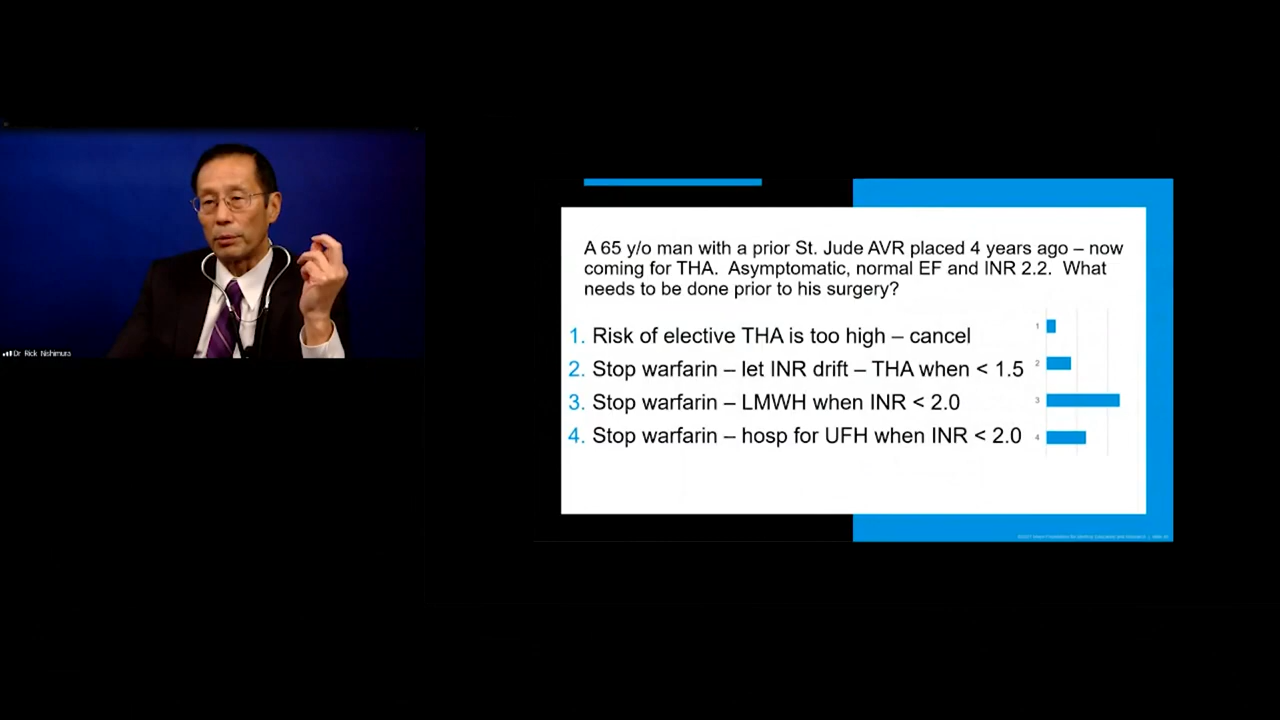 Dr Rick Nishimura
A 65 y/o man with a prior St. Jude AVR placed 4 years ago – now
coming for THA. Asymptomatic, normal EF and INR 2.2. What
needs to be done prior to his surgery?
1. Risk of elective THA is too high – cancel
2. Stop warfarin – let INR drift – THA when < 1.5
3. Stop warfarin – LMWH when INR < 2.0
4. Stop warfarin – hosp for UFH when INR < 2.0
1
2
3
4